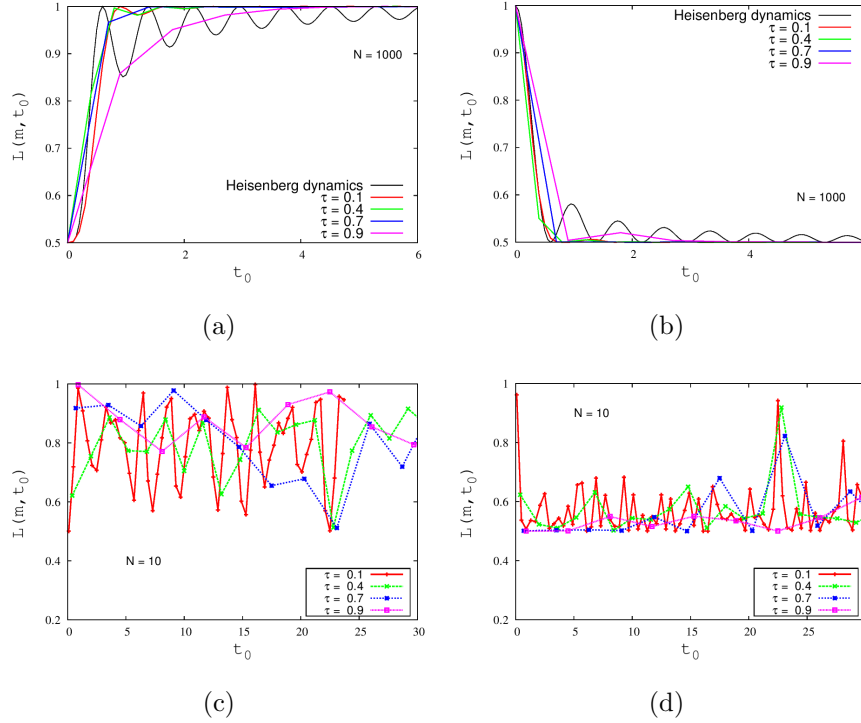 1
0.9
0.8
0.7
0.6
0.5
0 2 4 6
L(m,t0)
t0
N = 1000
Heisenberg dynamics
τ = 0.1
τ = 0.4
τ = 0.7
τ = 0.9
(a)
1
0.9
0.8
0.7
0.6
0.5
0 2 4
L(m,t0)
t0
Heisenberg dynamics
τ = 0.1
τ = 0.4
τ = 0.7
τ = 0.9
N = 1000
(b)
1
0.8
0.6
0.4
0.2
0 5 10 15 20 25 30
L(m,t0)
t0
N = 10
τ = 0.1
τ = 0.4
τ = 0.7
τ = 0.9
(c)
1
0.8
0.6
0.4
0.2
0 5 10 15 20 25
L(m,t0)
t0
N = 10
τ = 0.1
τ = 0.4
τ = 0.7
τ = 0.9
(d)